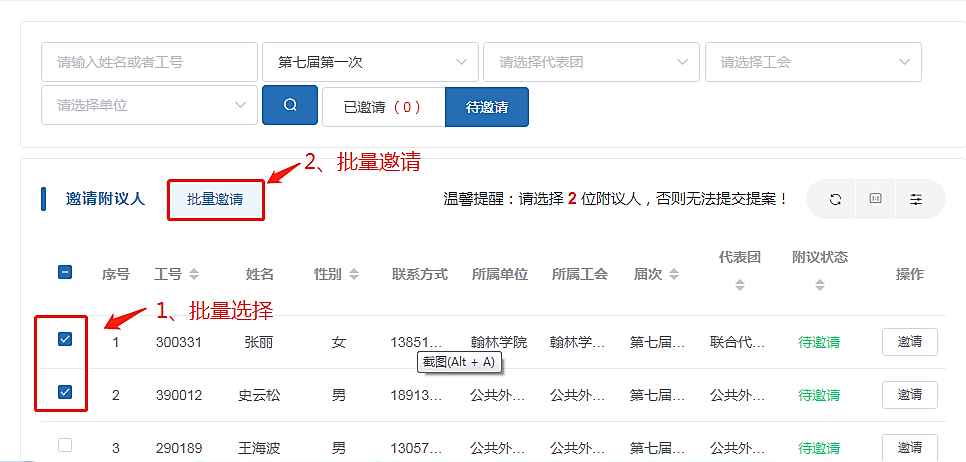 请输入姓名或者工号 第七届第一次 请选择代表团 请选择工会
请选择单位 已邀请（0） 待邀请
2、批量邀请
邀请附议人 批量邀请 温馨提醒：请选择 2 位附议人，否则无法提交提案！
序号 工号 姓名 性别 联系方式 所属单位 所属工会 届次 代表团 附议状态 操作
1、批量选择
1 300331 张丽 女 13851... 翰林学院 翰林学... 第七届... 联合代... 待邀请 邀请
截图(Alt + A)
2 390012 史云松 男 18913... 公共外... 公共外... 第七届... 公共外... 待邀请 邀请
3 290189 王海波 男 13057... 公共外... 公共外... 第七届... 公共外... 待邀请 邀请